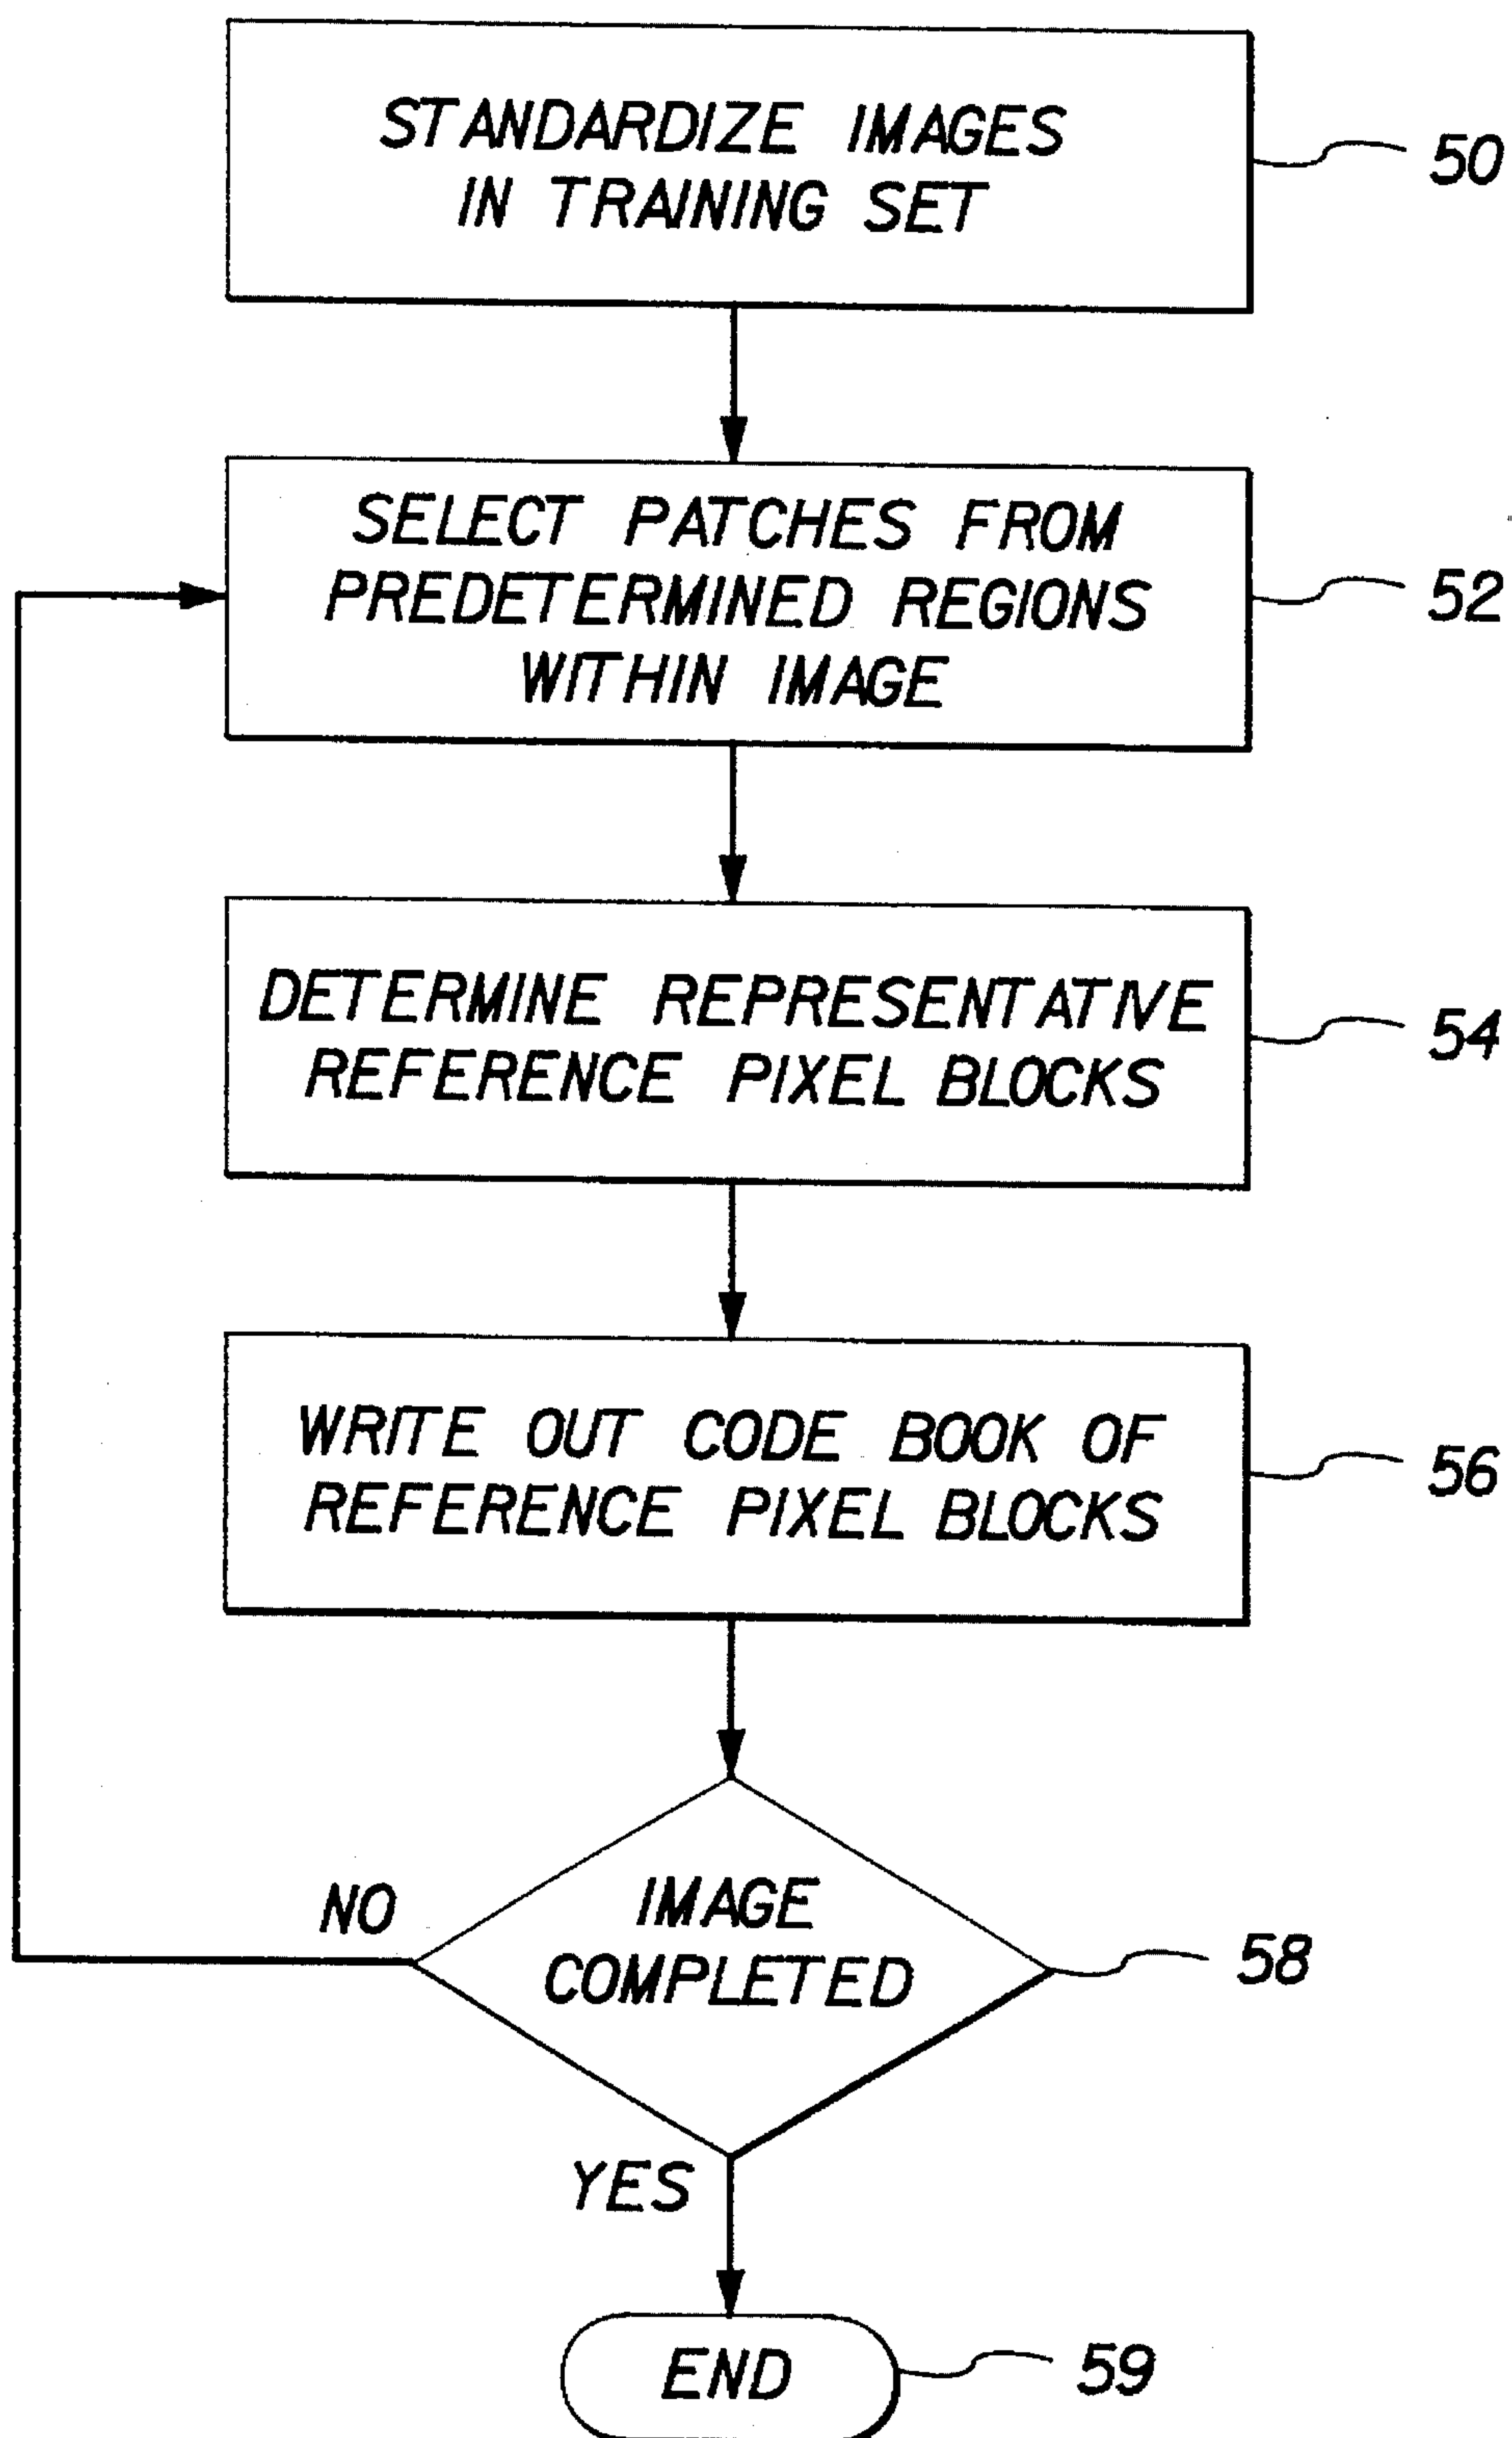 STANDARDIZE IMAGES
IN TRAINING SET
50
SELECT PATCHES FROM
PREDETERMINED REGIONS
WITHIN IMAGE
52
DETERMINE REPRESENTATIVE
REFERENCE PIXEL BLOCKS
54
WRITE OUT CODE BOOK OF
REFERENCE PIXEL BLOCKS
56
NO
IMAGE
COMPLETED
58
YES
END
59